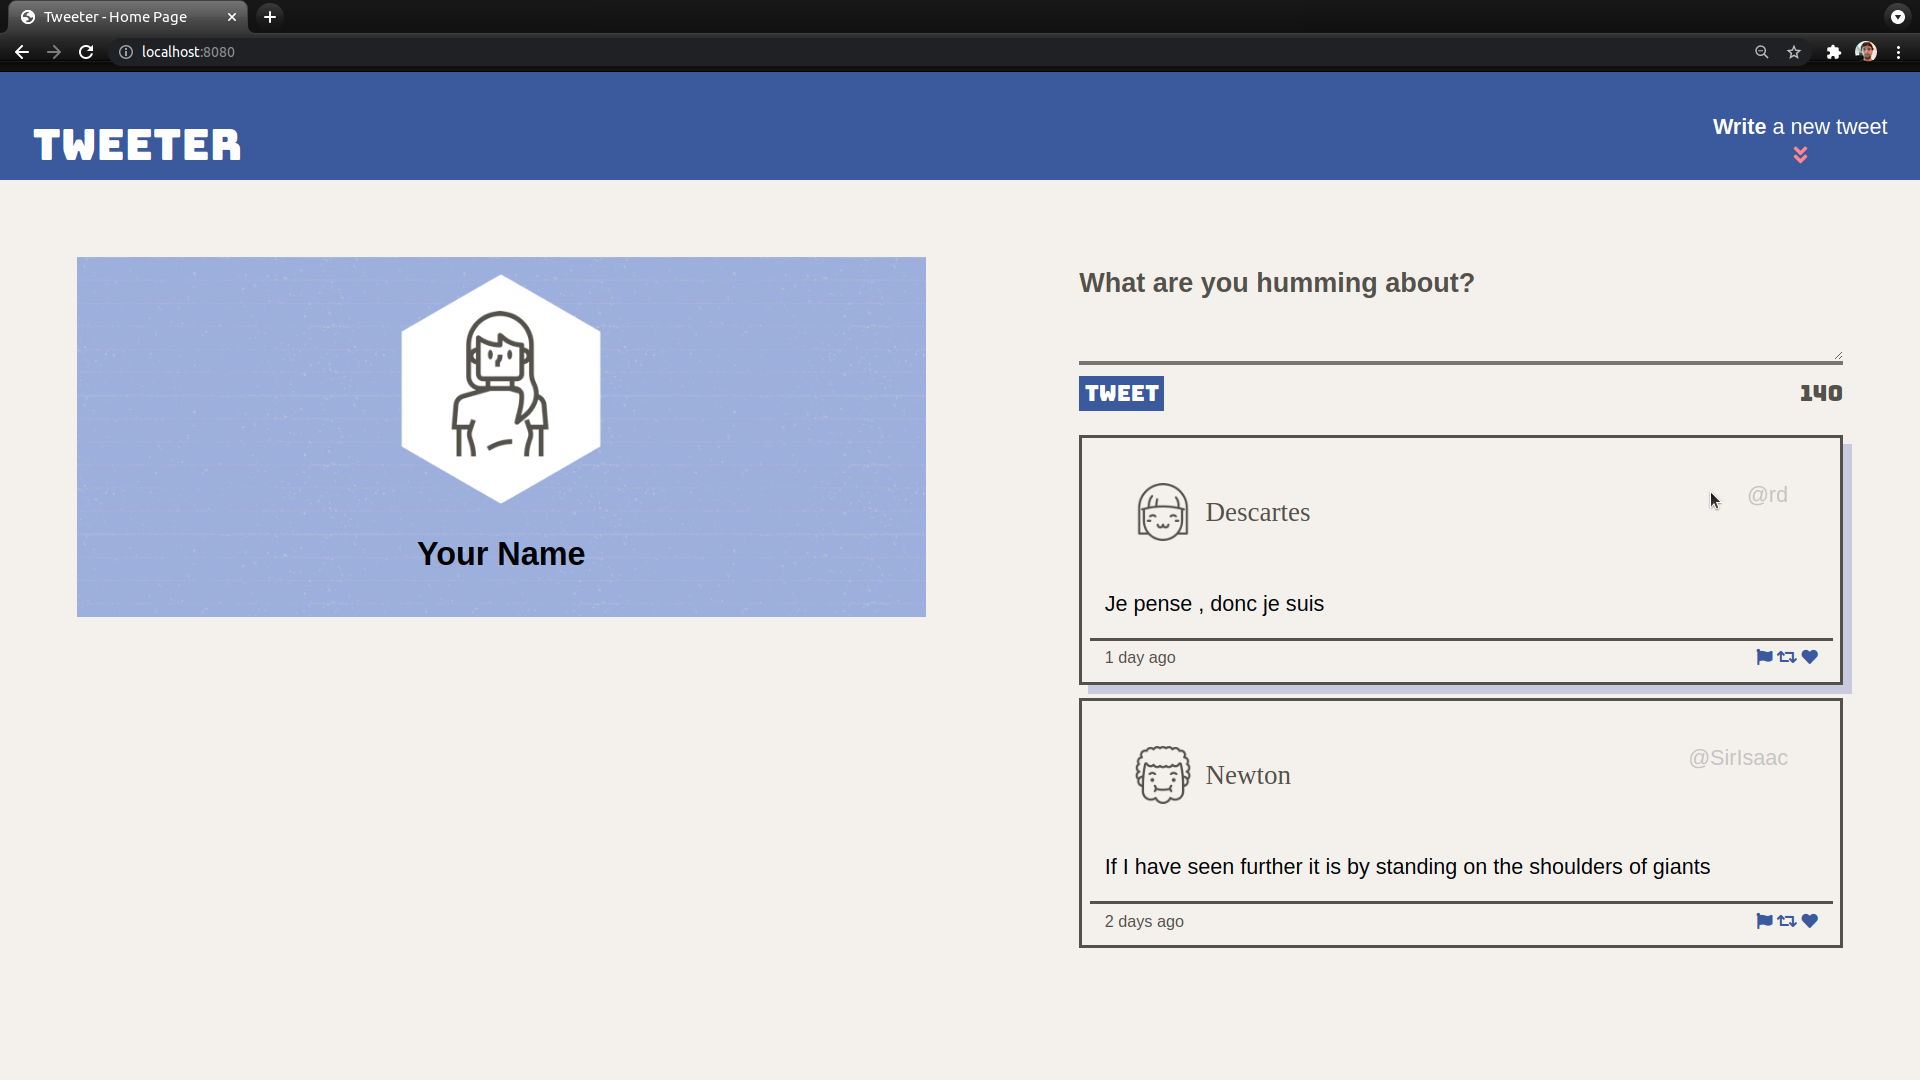 Tweeter - Home Page
localhost:8080
TWEETER
Write a new tweet
Your Name
What are you humming about?
TWEET
140
Descartes
@rd
Je pense , donc je suis
1 day ago
Newton
@SirIsaac
If I have seen further it is by standing on the shoulders of giants
2 days ago